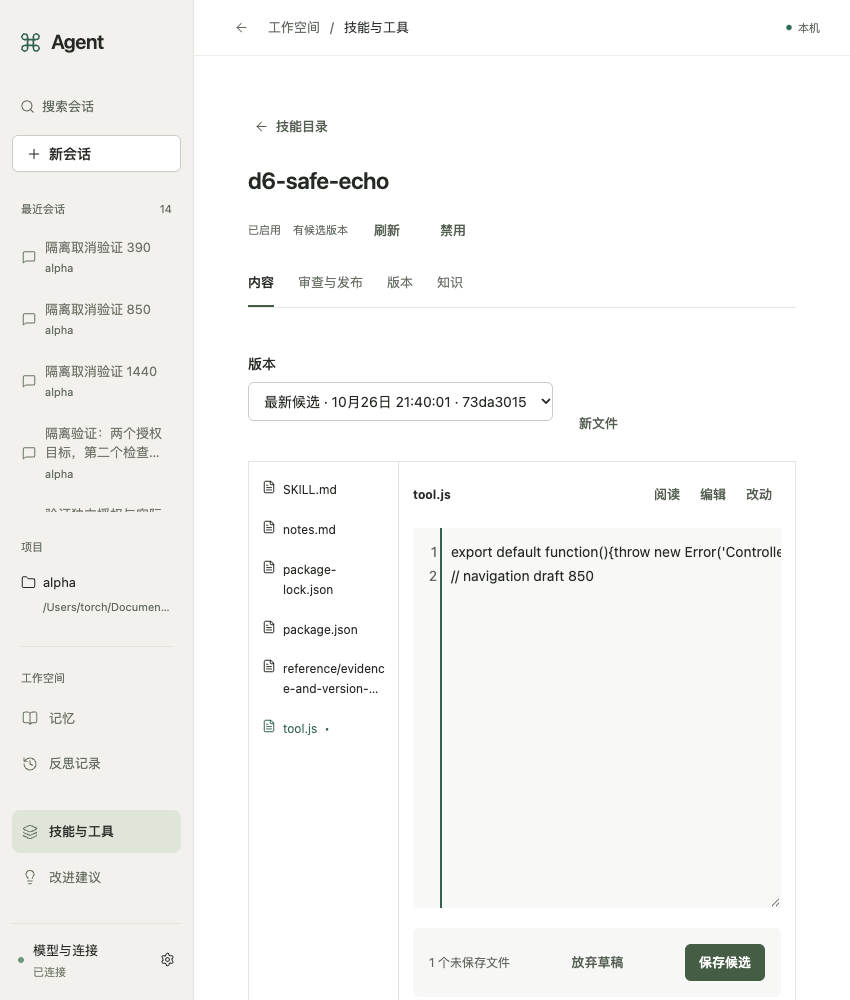 Agent
搜索会话
新会话
最近会话 14
隔离取消验证 390
alpha
隔离取消验证 850
alpha
隔离取消验证 1440
alpha
隔离验证：两个授权
目标，第二个检查...
alpha
项目
alpha
/Users/torch/Documen...
工作空间
记忆
反思记录
技能与工具
改进建议
模型与连接
已连接
工作空间 / 技能与工具
本机
技能目录
d6-safe-echo
已启用 有候选版本 刷新 禁用
内容 审查与发布 版本 知识
版本
最新候选 · 10月26日 21:40:01 · 73da3015
新文件
SKILL.md
notes.md
package-
lock.json
package.json
reference/evidenc
e-and-version-...
tool.js •
tool.js 阅读 编辑 改动
1 export default function(){throw new Error('Controlle
2 // navigation draft 850
1 个未保存文件 放弃草稿 保存候选